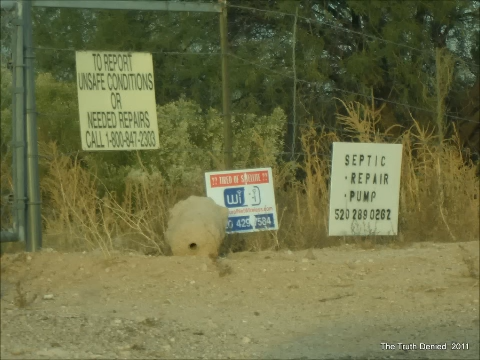 TO REPORT
UNSAFE CONDITIONS
OR
NEEDED REPAIRS
CALL 1-800-847-2303
?? TIRED OF SATELLITE ??
SEPTIC
• REPAIR
• PUMP
520 289 0262
The Truth Denied, 2011